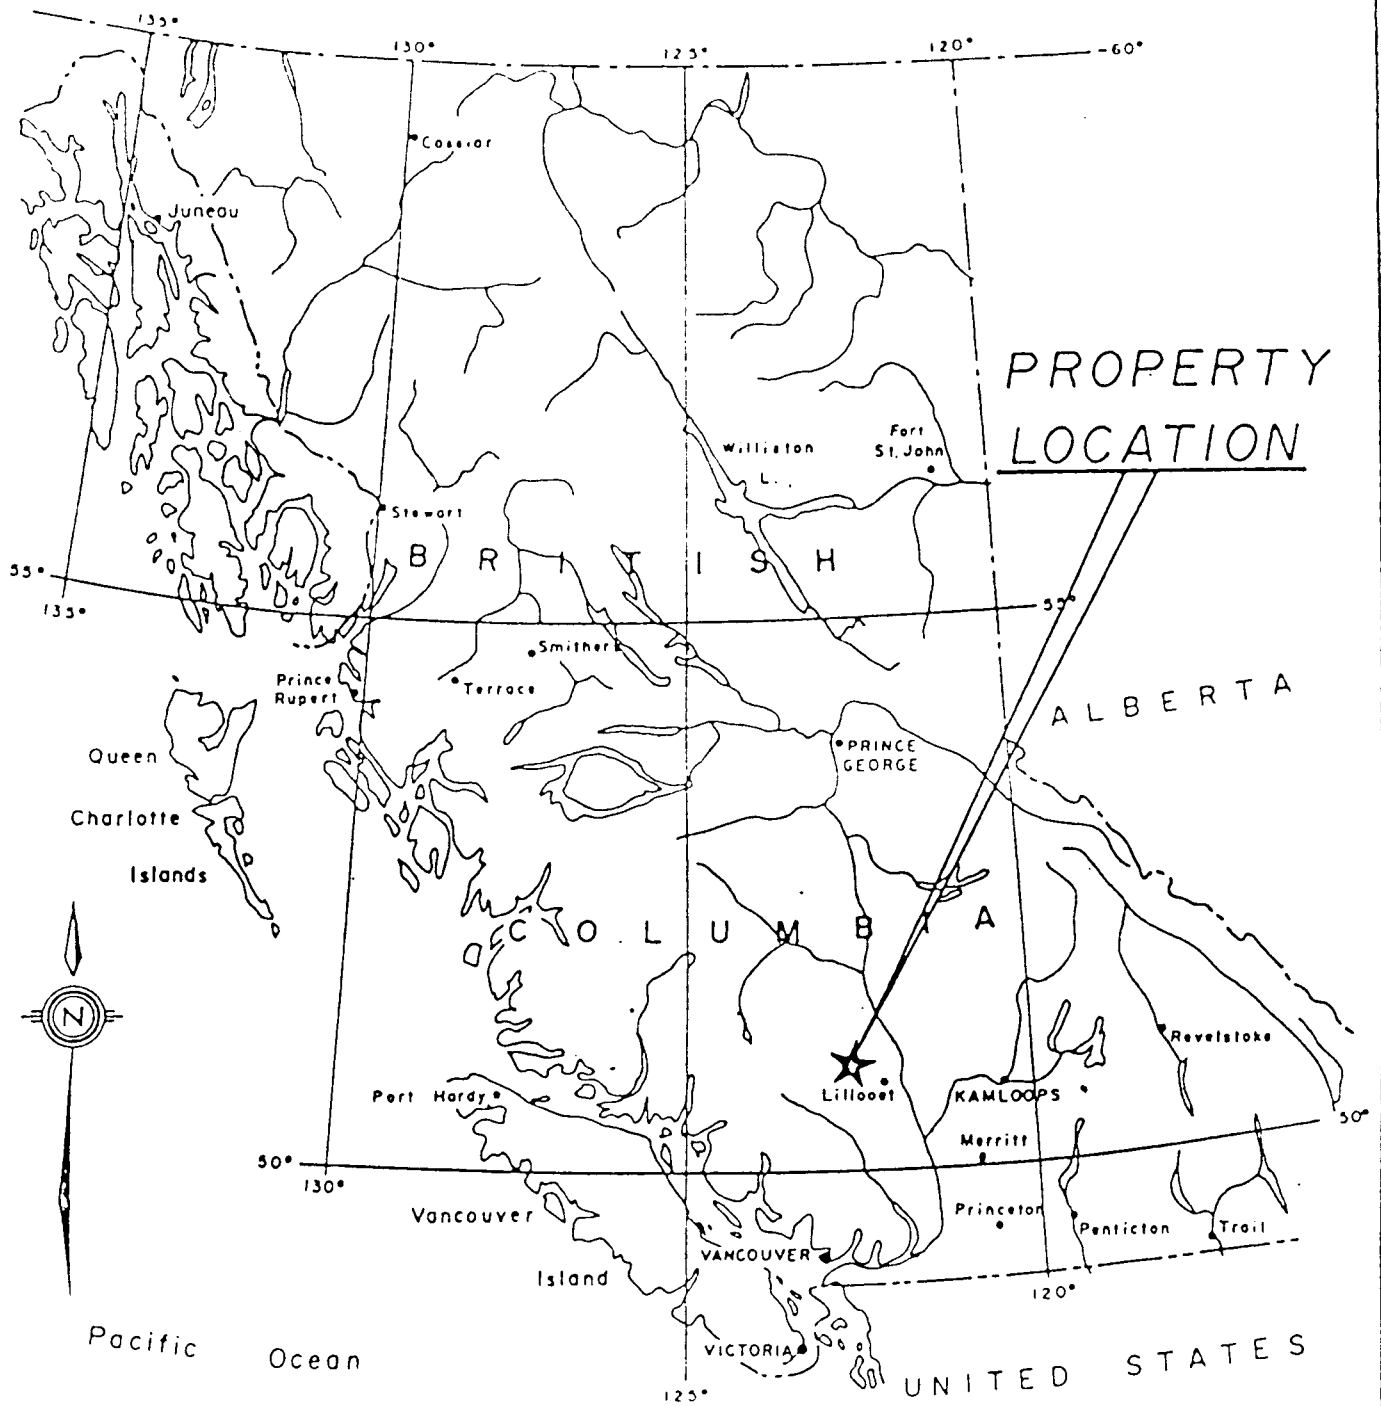 135°
130°
125°
120°
60°
Cassiar
Juneau
PROPERTY
LOCATION
Fort
St. John
Williston
L.
Stewart
BRITISH
55°
135°
55°
Smithers
Terrace
Prince
Rupert
ALBERTA
PRINCE
GEORGE
Queen
Charlotte
Islands
COLUMBIA
N
Revelstoke
Lillooet
KAMLOOPS
Port Hardy
50°
Merritt
50°
130°
Vancouver
Island
Princeton
Penticton
Trail
VANCOUVER
120°
VICTORIA
Pacific Ocean
125°
UNITED STATES